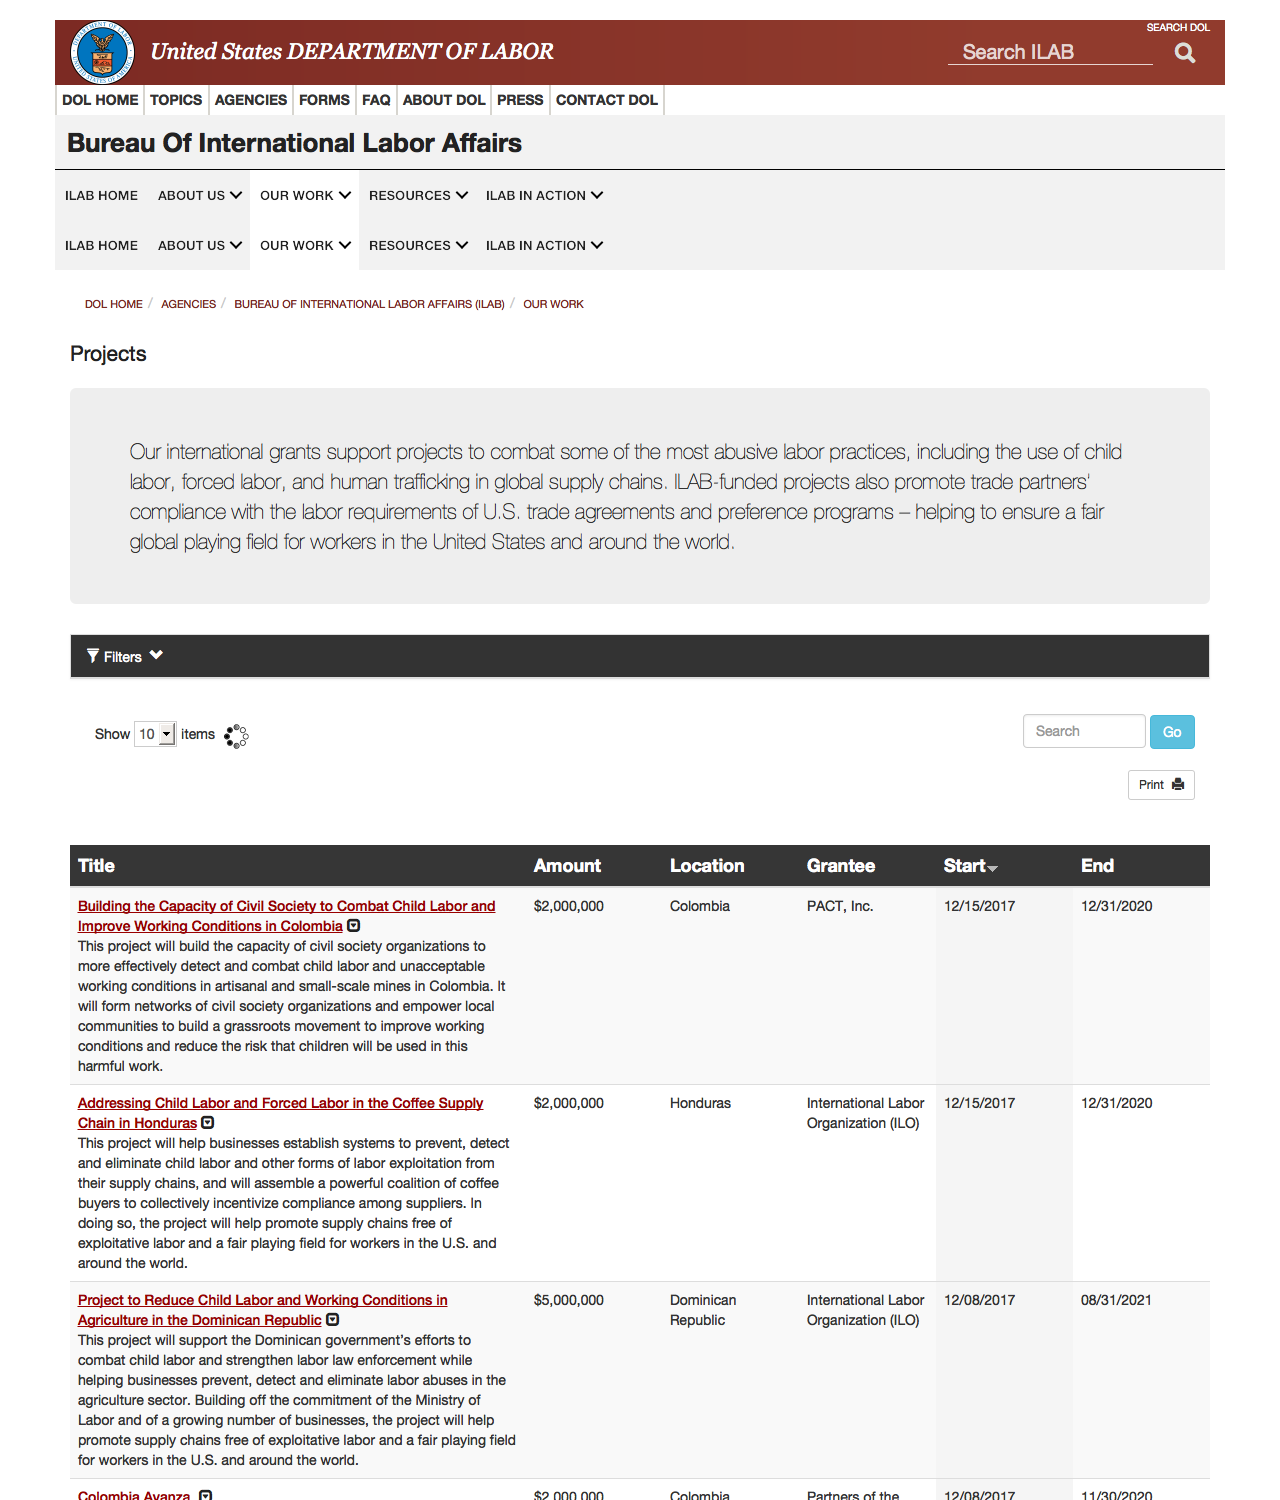 SEARCH DOL
United States DEPARTMENT OF LABOR
Search ILAB
DOL HOME TOPICS AGENCIES FORMS FAQ ABOUT DOL PRESS CONTACT DOL
Bureau Of International Labor Affairs
ILAB HOME ABOUT US OUR WORK RESOURCES ILAB IN ACTION
ILAB HOME ABOUT US OUR WORK RESOURCES ILAB IN ACTION
DOL HOME / AGENCIES / BUREAU OF INTERNATIONAL LABOR AFFAIRS (ILAB) / OUR WORK
Projects
Our international grants support projects to combat some of the most abusive labor practices, including the use of child
labor, forced labor, and human trafficking in global supply chains. ILAB-funded projects also promote trade partners'
compliance with the labor requirements of U.S. trade agreements and preference programs – helping to ensure a fair
global playing field for workers in the United States and around the world.
Filters
Show 10 items
Search Go
Print
Title Amount Location Grantee Start End
Building the Capacity of Civil Society to Combat Child Labor and $2,000,000 Colombia PACT, Inc. 12/15/2017 12/31/2020
Improve Working Conditions in Colombia
This project will build the capacity of civil society organizations to
more effectively detect and combat child labor and unacceptable
working conditions in artisanal and small-scale mines in Colombia. It
will form networks of civil society organizations and empower local
communities to build a grassroots movement to improve working
conditions and reduce the risk that children will be used in this
harmful work.
Addressing Child Labor and Forced Labor in the Coffee Supply $2,000,000 Honduras International Labor 12/15/2017 12/31/2020
Chain in Honduras Organization (ILO)
This project will help businesses establish systems to prevent, detect
and eliminate child labor and other forms of labor exploitation from
their supply chains, and will assemble a powerful coalition of coffee
buyers to collectively incentivize compliance among suppliers. In
doing so, the project will help promote supply chains free of
exploitative labor and a fair playing field for workers in the U.S. and
around the world.
Project to Reduce Child Labor and Working Conditions in $5,000,000 Dominican International Labor 12/08/2017 08/31/2021
Agriculture in the Dominican Republic Republic Organization (ILO)
This project will support the Dominican government’s efforts to
combat child labor and strengthen labor law enforcement while
helping businesses prevent, detect and eliminate labor abuses in the
agriculture sector. Building off the commitment of the Ministry of
Labor and of a growing number of businesses, the project will help
promote supply chains free of exploitative labor and a fair playing field
for workers in the U.S. and around the world.
Colombia Avanza $2,000,000 Colombia Partners of the 12/08/2017 11/30/2020